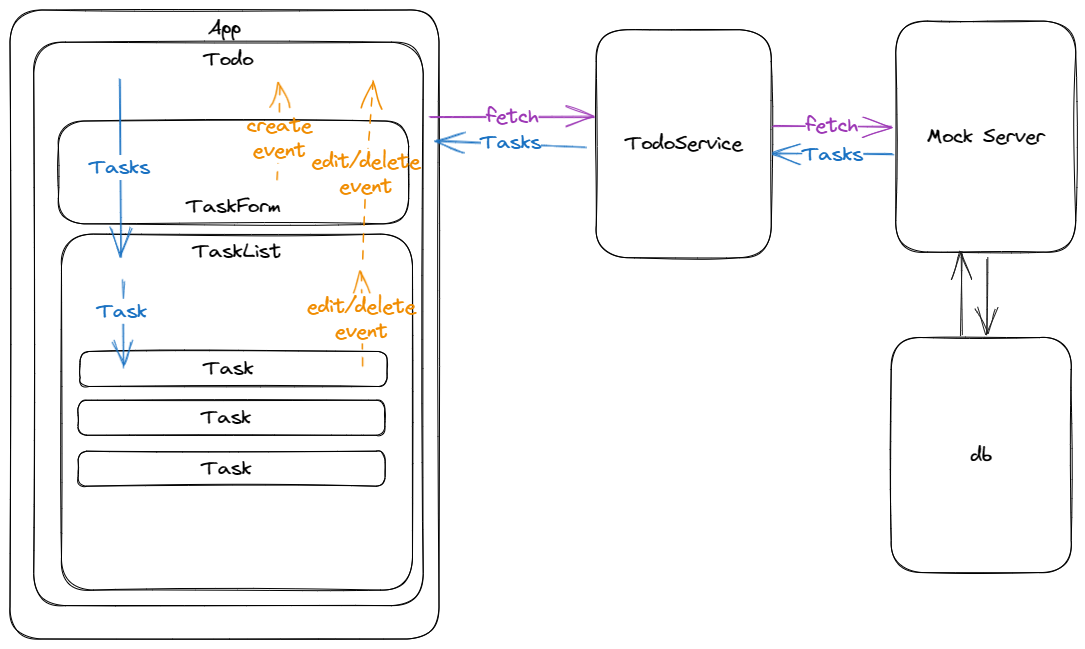 App
Todo
create
event
edit/delete
event
Tasks
TaskForm
TaskList
Task
edit/delete
event
Task
Task
Task
fetch
Tasks
TodoService
fetch
Tasks
Mock Server
db